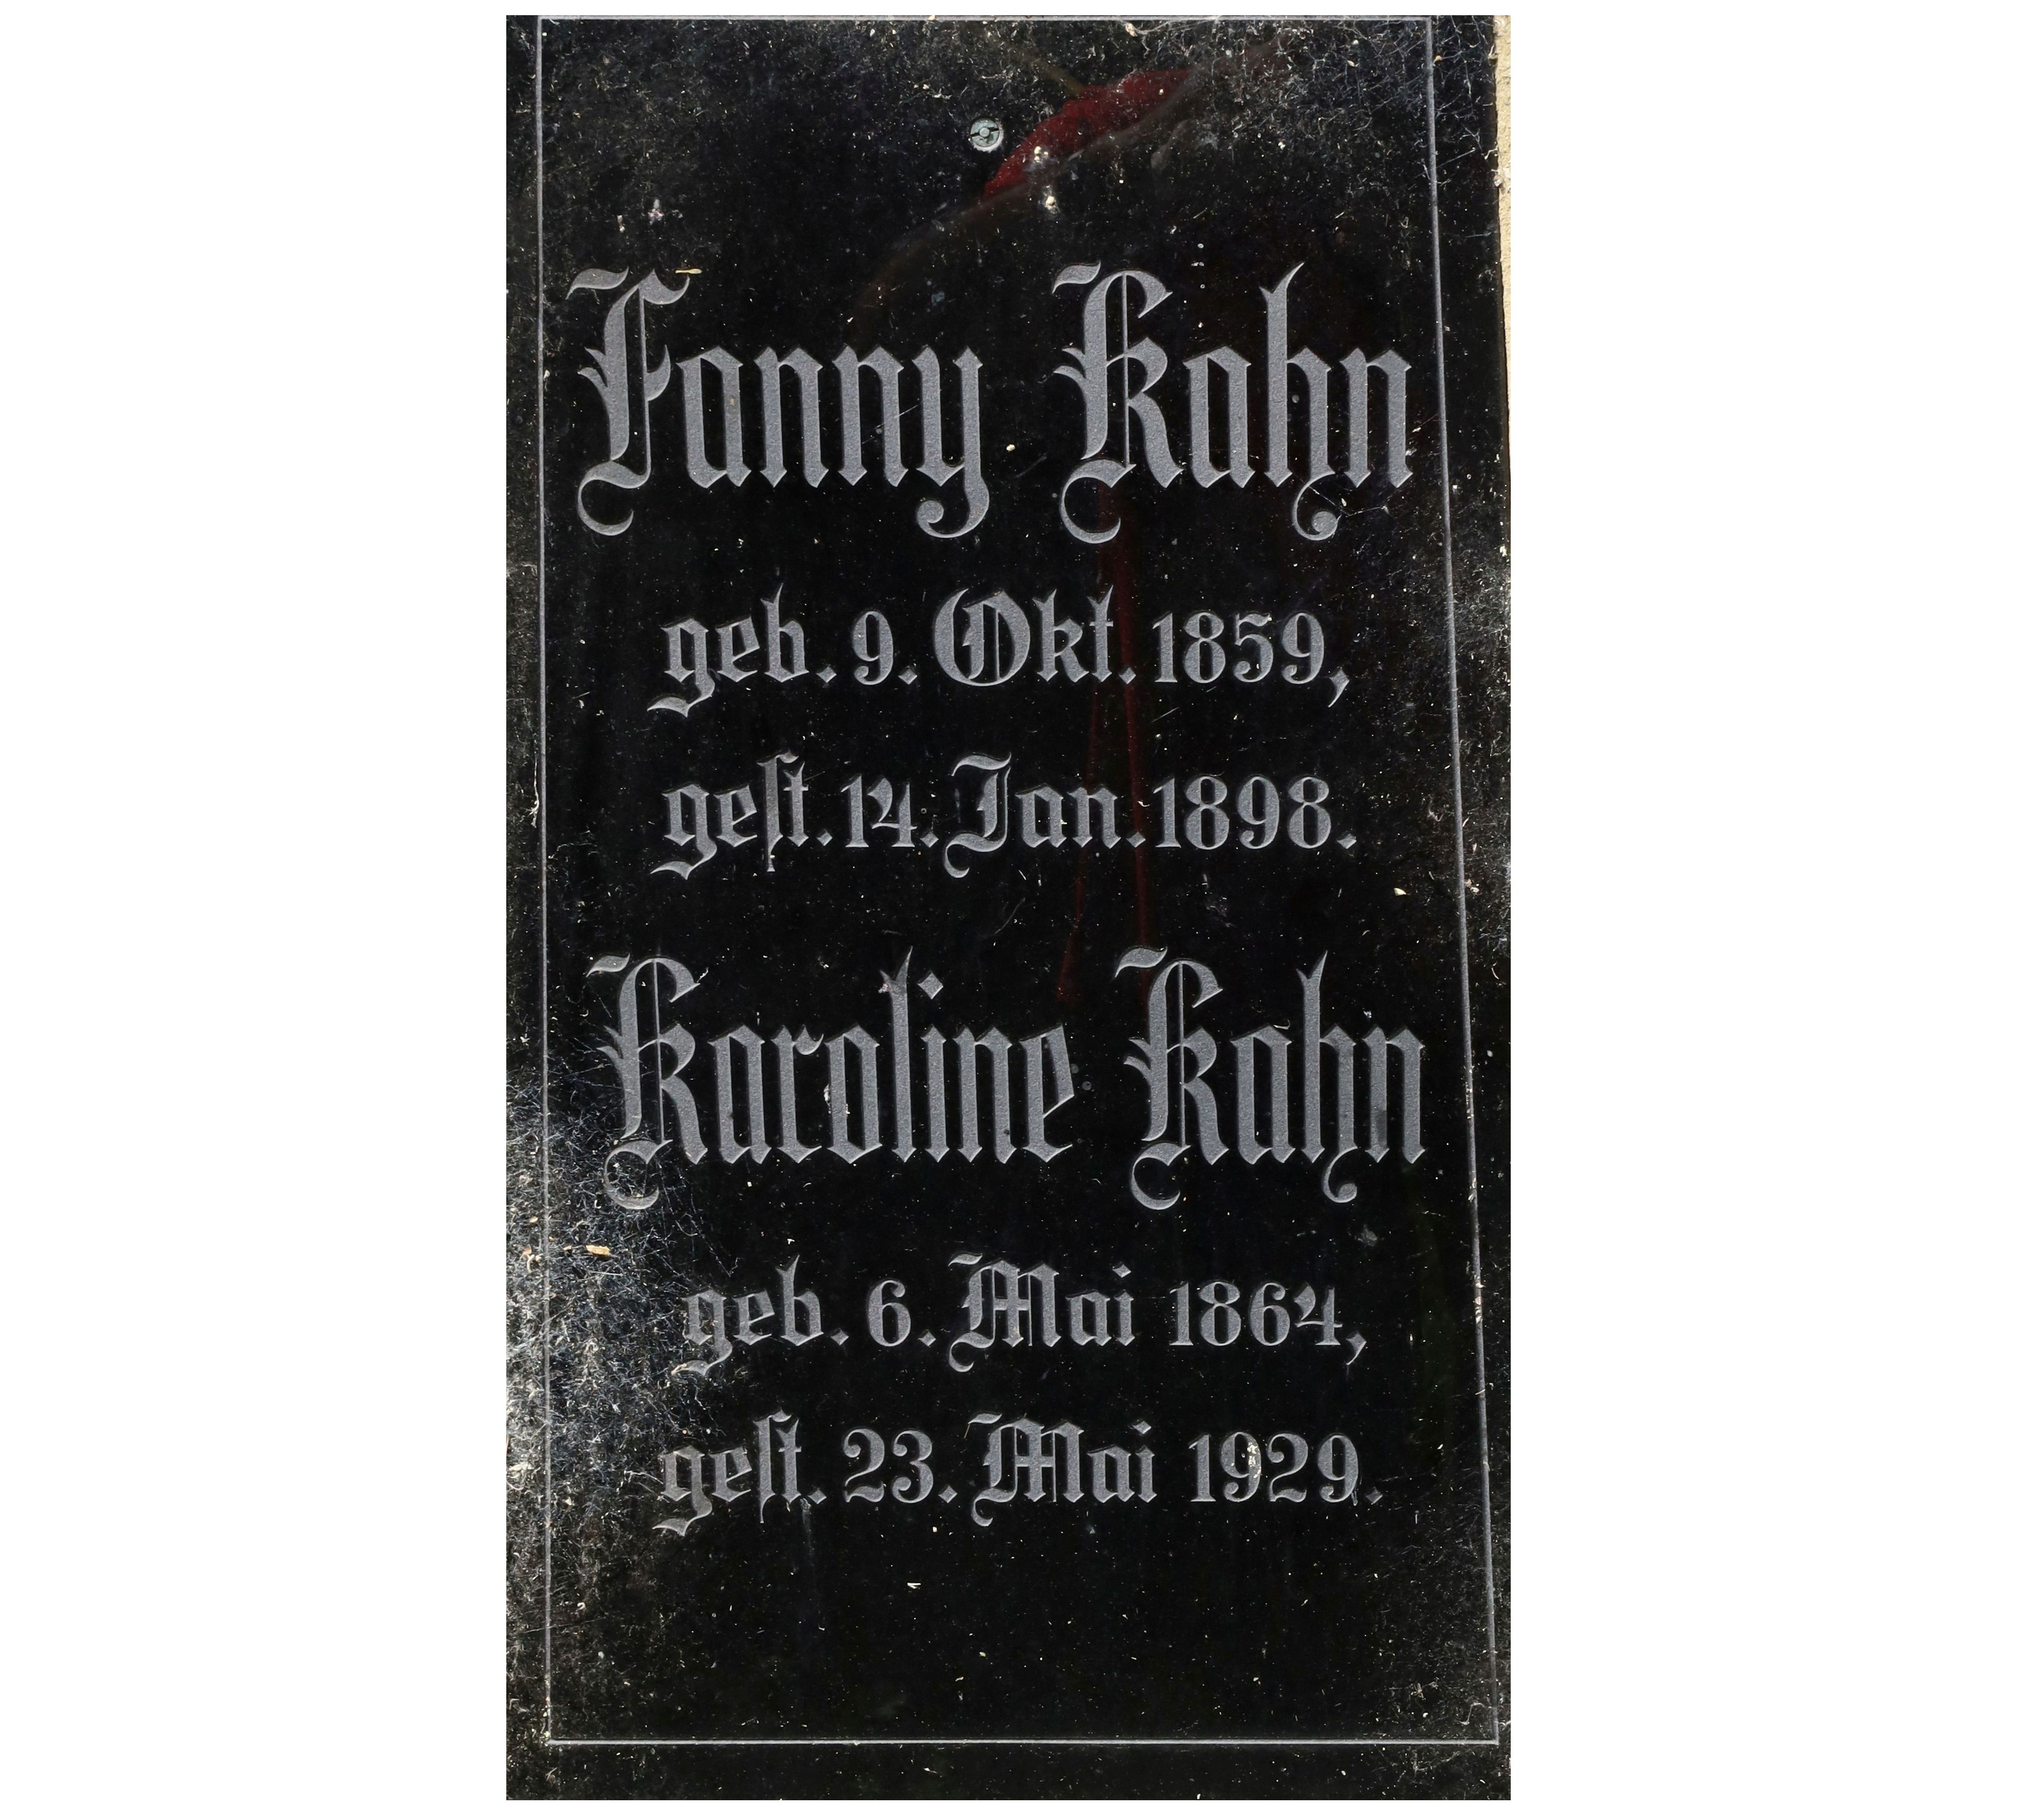 Fanny Kahn
geb. 9. Okt. 1859,
geſt. 14. Jan. 1898.
Karoline Kahn
geb. 6. Mai 1864,
geſt. 23. Mai 1929.